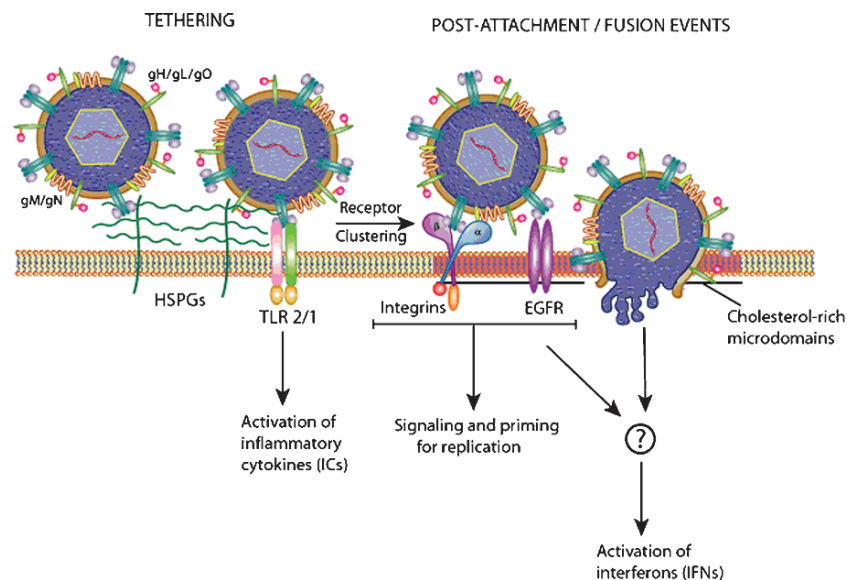 TETHERING
POST-ATTACHMENT / FUSION EVENTS
gH/gL/gO
gM/gN
Receptor
Clustering
β
α
HSPGs
TLR 2/1
Integrins
EGFR
Cholesterol-rich
microdomains
Activation of
inflammatory
cytokines (ICs)
Signaling and priming
for replication
?
Activation of
interferons (IFNs)